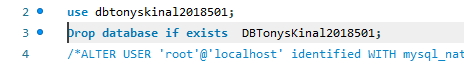 2 use dbtonyskinal2018501;
3 Drop database if exists DBTonysKinal2018501;
4 /*ALTER USER 'root'@'localhost' identified WITH mysql_nat